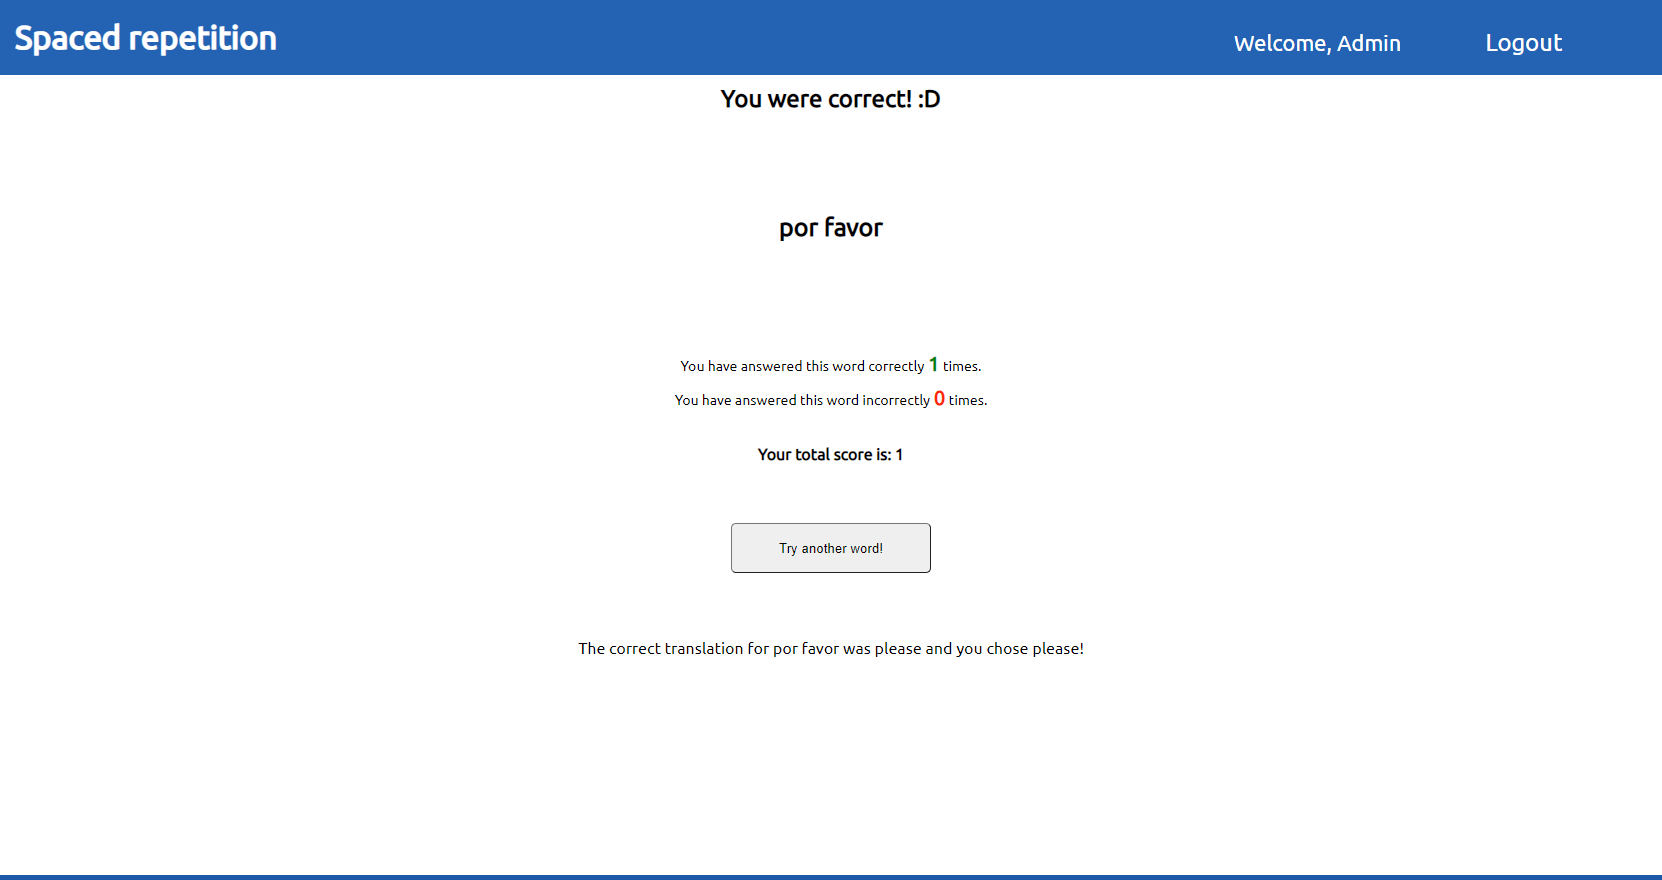 Spaced repetition
Welcome, Admin
Logout
You were correct! :D
por favor
You have answered this word correctly 1 times.
You have answered this word incorrectly 0 times.
Your total score is: 1
Try another word!
The correct translation for por favor was please and you chose please!